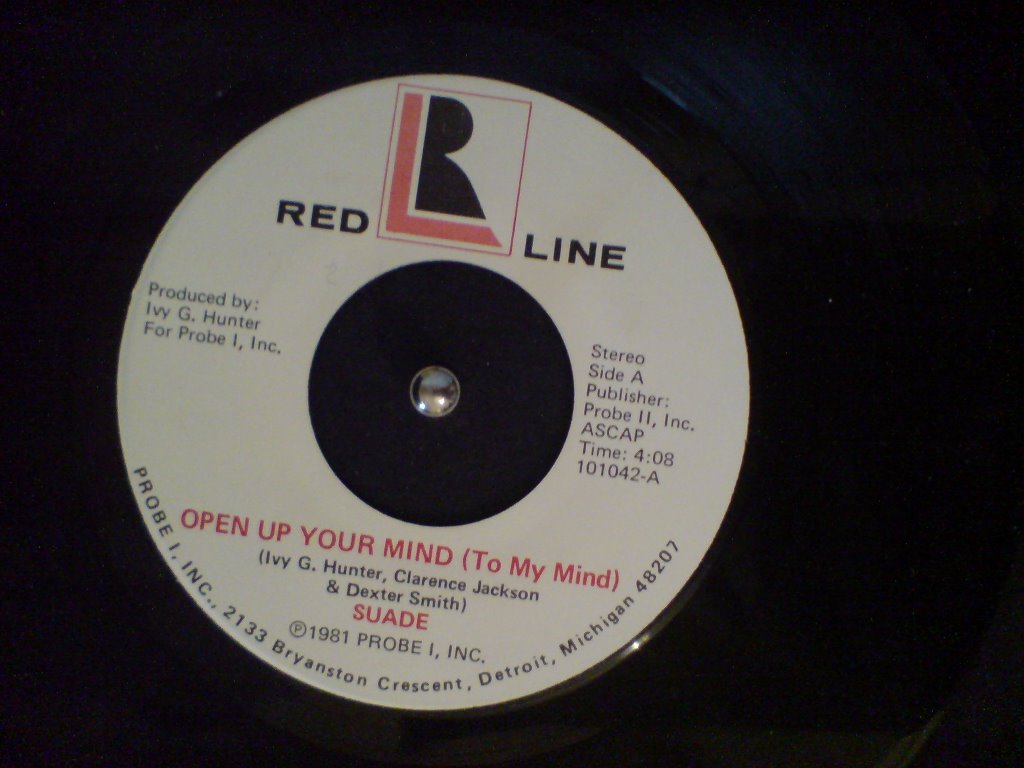 RED LINE
Produced by:
Ivy G. Hunter
For Probe I, Inc.
Stereo
Side A
Publisher:
Probe II, Inc.
ASCAP
Time: 4:08
101042-A
OPEN UP YOUR MIND (To My Mind)
(Ivy G. Hunter, Clarence Jackson
& Dexter Smith)
SUADE
℗1981 PROBE I, INC.
PROBE I, INC., 2133 Bryanston Crescent, Detroit, Michigan 48207